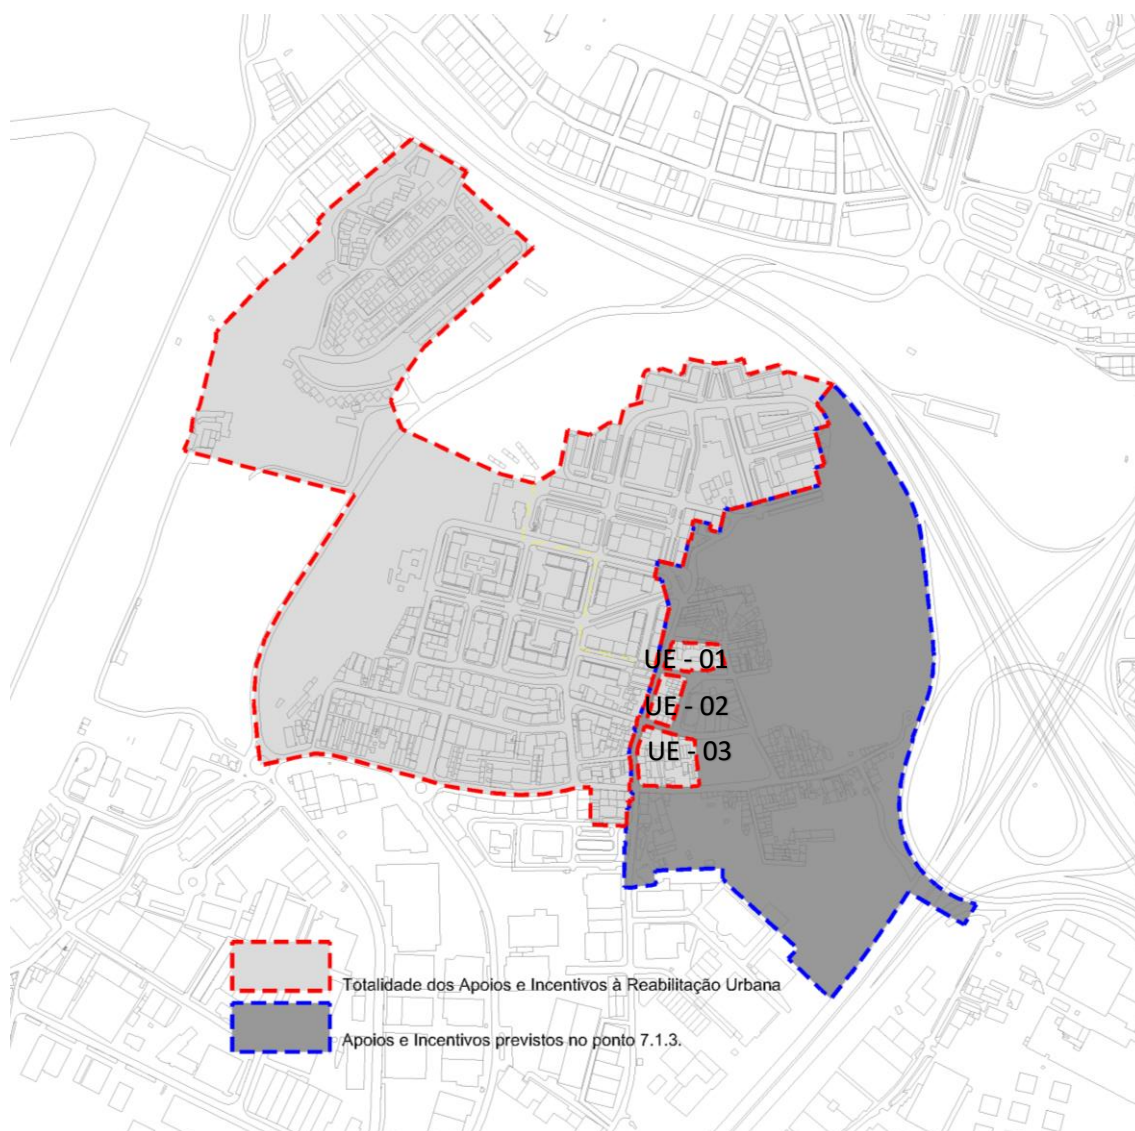 UE - 01
UE - 02
UE - 03
Totalidade dos Apoios e Incentivos à Reabilitação Urbana
Apoios e Incentivos previstos no ponto 7.1.3.